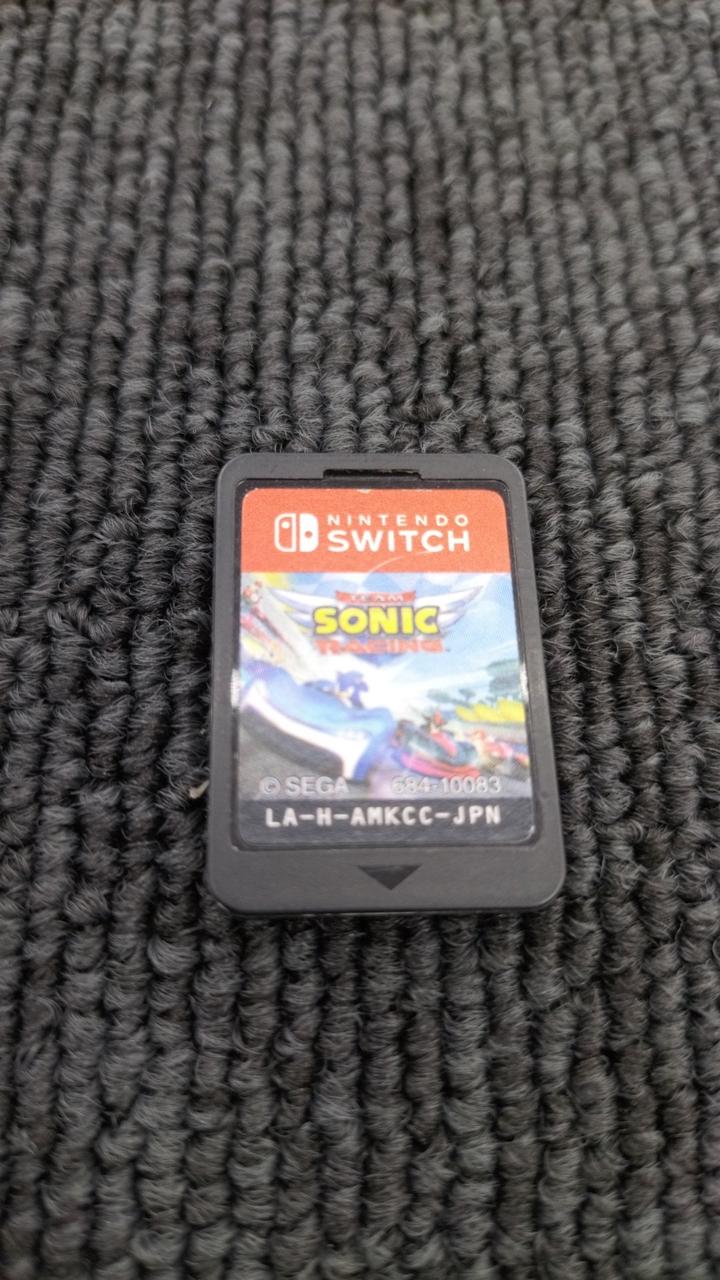 NINTENDO
SWITCH
TEAM
SONIC
RACING
© SEGA 684-10083
LA-H-AMKCC-JPN